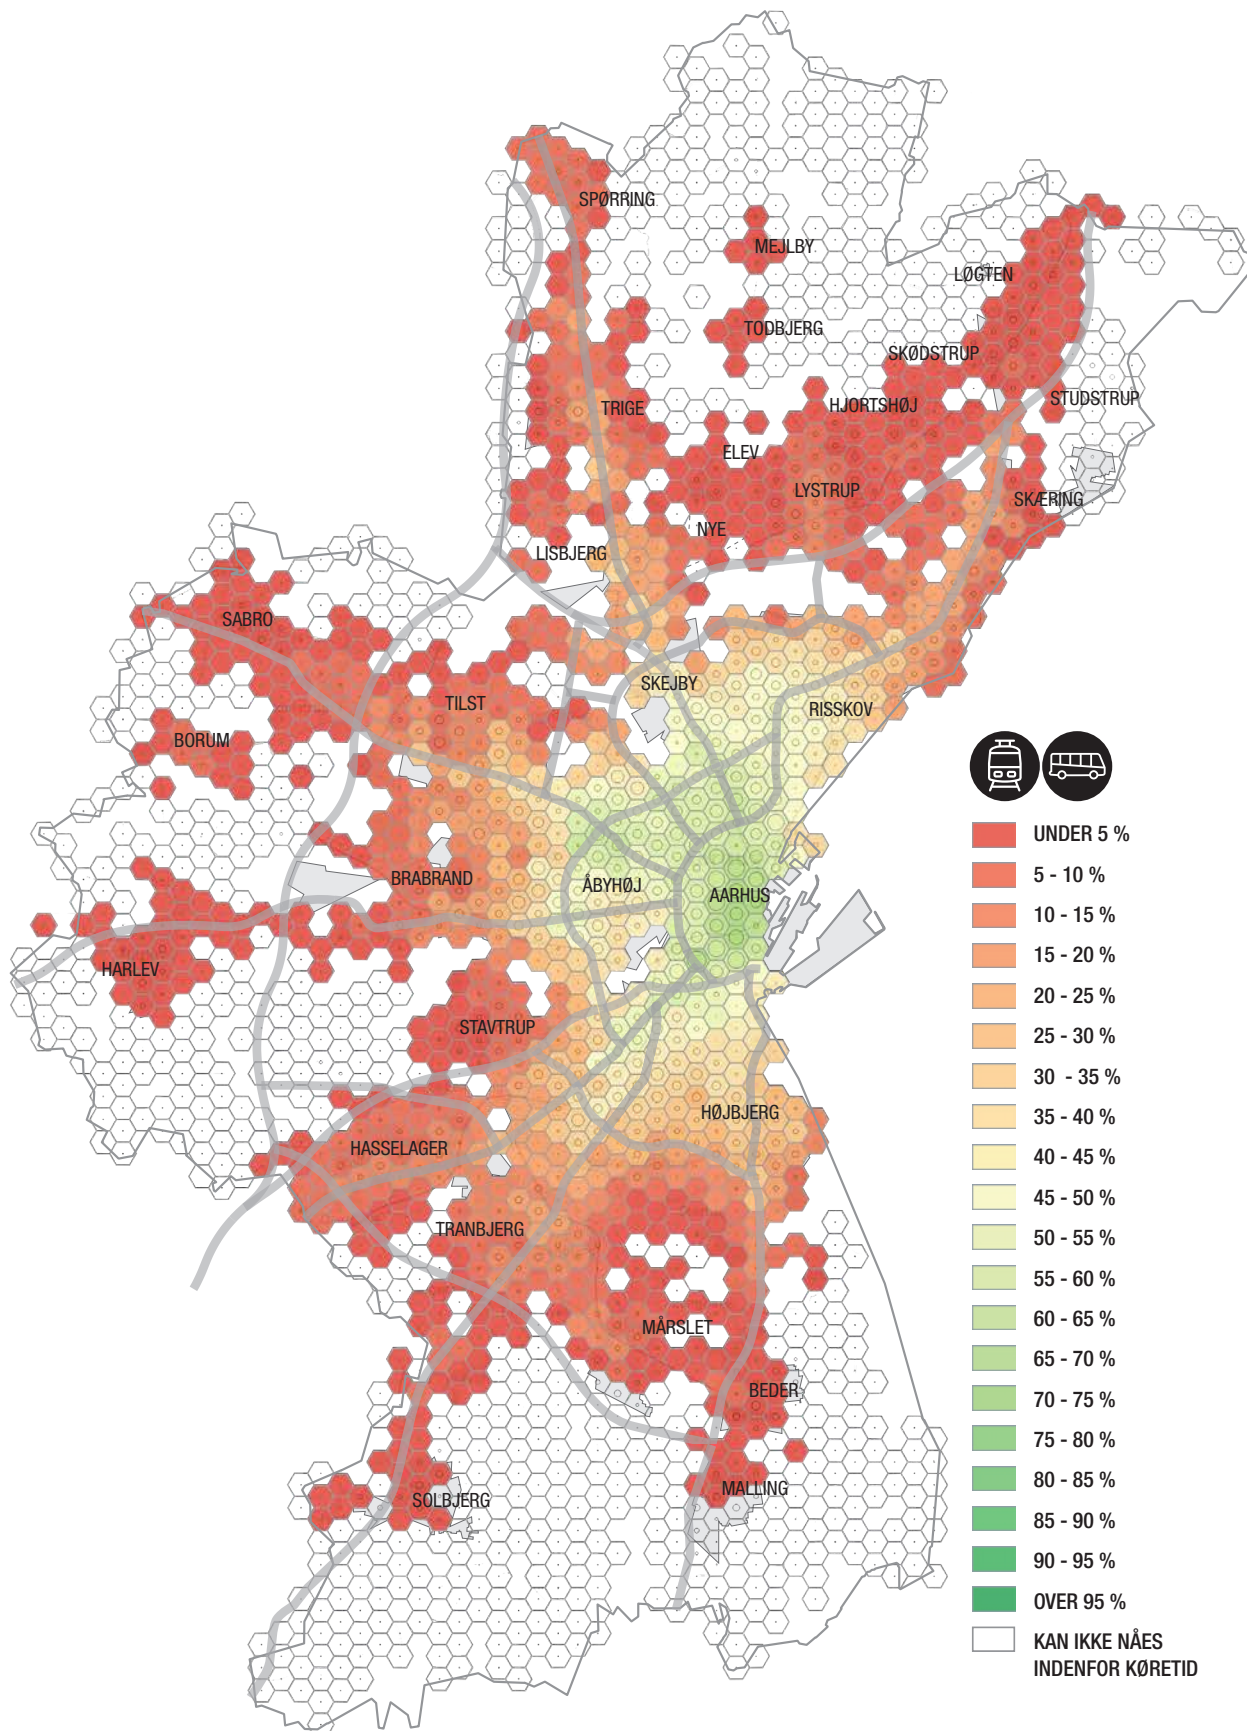 SPØRRING
MEJLBY
LØGTEN
TODBJERG
SKØDSTRUP
STUDSTRUP
HJORTSHØJ
TRIGE
ELEV
LYSTRUP
SKÆRING
NYE
LISBJERG
SABRO
SKEJBY
TILST
RISSKOV
BORUM
BRABRAND
ÅBYHØJ
AARHUS
HARLEV
STAVTRUP
HØJBJERG
HASSELAGER
TRANBJERG
MÅRSLET
BEDER
MALLING
SOLBJERG
UNDER 5 %
5 - 10 %
10 - 15 %
15 - 20 %
20 - 25 %
25 - 30 %
30 - 35 %
35 - 40 %
40 - 45 %
45 - 50 %
50 - 55 %
55 - 60 %
60 - 65 %
65 - 70 %
70 - 75 %
75 - 80 %
80 - 85 %
85 - 90 %
90 - 95 %
OVER 95 %
KAN IKKE NÅES
INDENFOR KØRETID